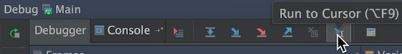 Debug Main
Run to Cursor (⌥F9)
Debugger Console
Frames